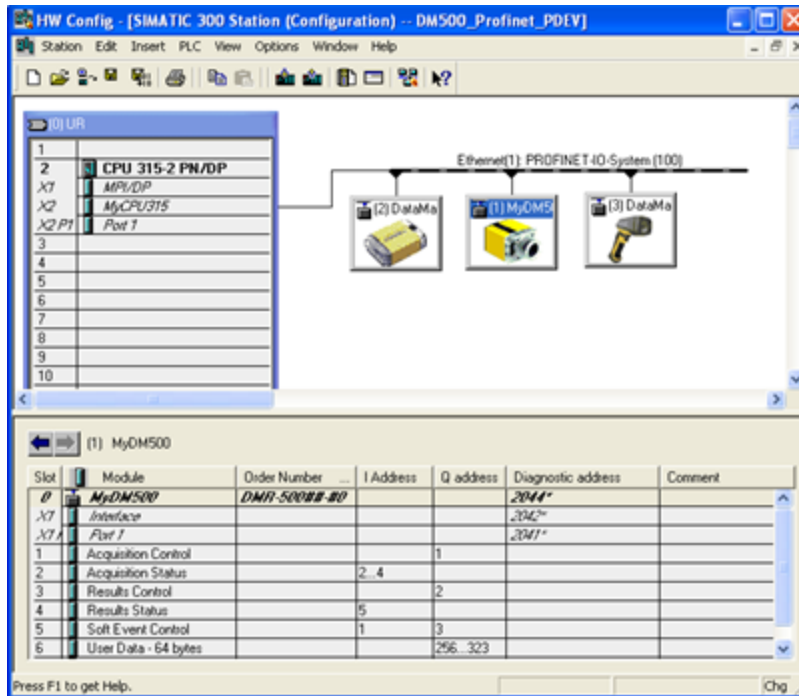 HW Config - [SIMATIC 300 Station (Configuration) -- DM500_Profinet_PDEV]
Station Edit Insert PLC View Options Window Help
(0) UR
1
2 CPU 315-2 PN/DP
X1 MPI/DP
X2 MyCPU315
X2 P1 Port 1
3
4
5
6
7
8
9
10
Ethernet(1): PROFINET-IO-System (100)
(2) DataMa
(1) MyDM5
(3) DataMa
(1) MyDM500
Slot Module Order Number ... I Address Q address Diagnostic address Comment
0 MyDM500 DMR-500##-#0 2044*
X1 Interface 2042*
X1 Port 1 2041*
1 Acquisition Control 1
2 Acquisition Status 2...4
3 Results Control 2
4 Results Status 5
5 Soft Event Control 1 3
6 User Data - 64 bytes 256...323
Press F1 to get Help. Chg